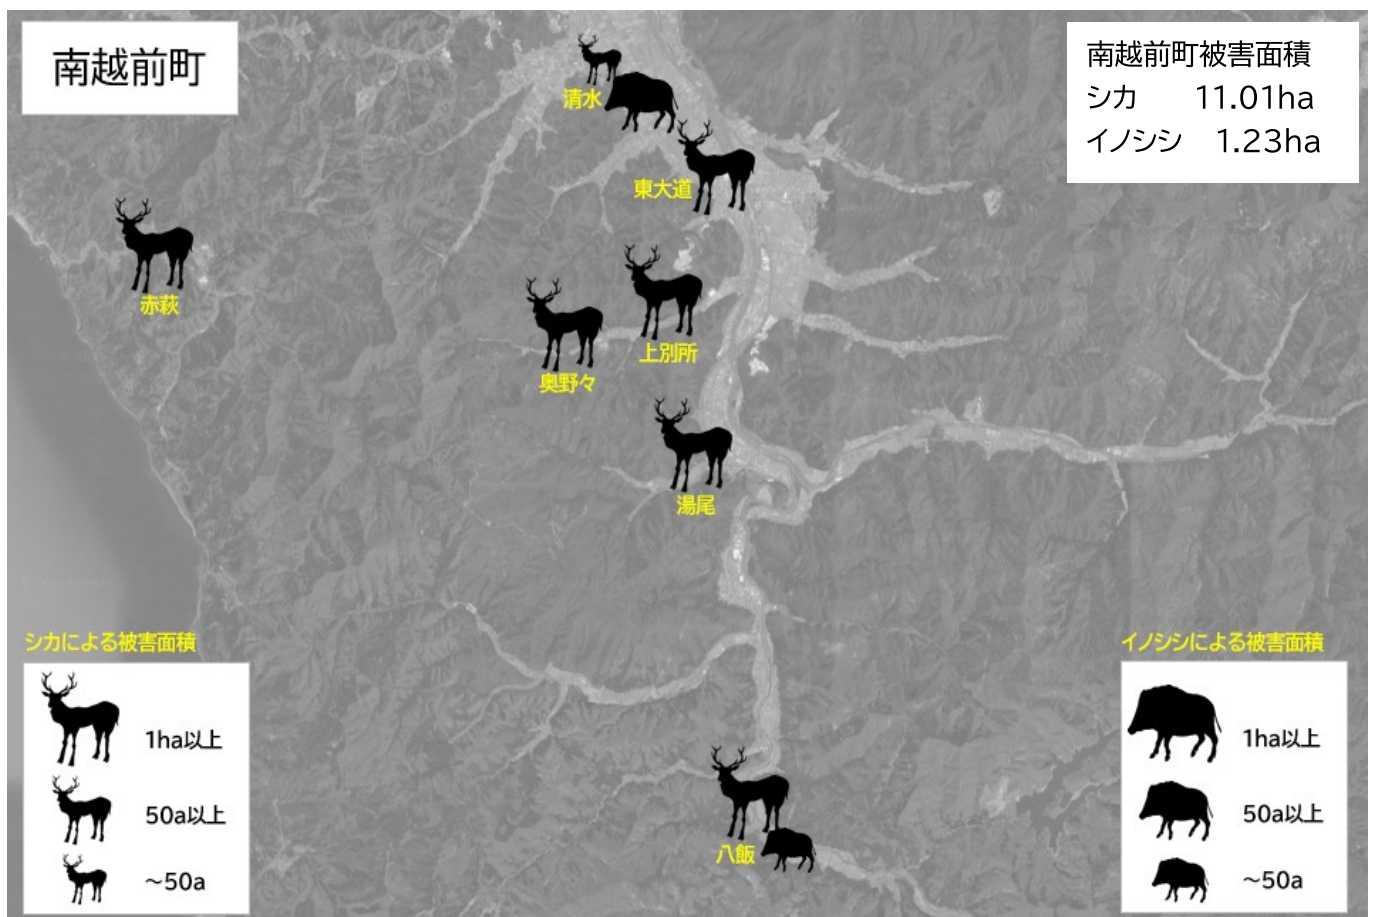 南越前町
南越前町被害面積
シカ 11.01ha
イノシシ 1.23ha
清水
東大道
赤萩
上別所
奥野々
湯尾
八飯
シカによる被害面積
1ha以上
50a以上
~50a
イノシシによる被害面積
1ha以上
50a以上
~50a